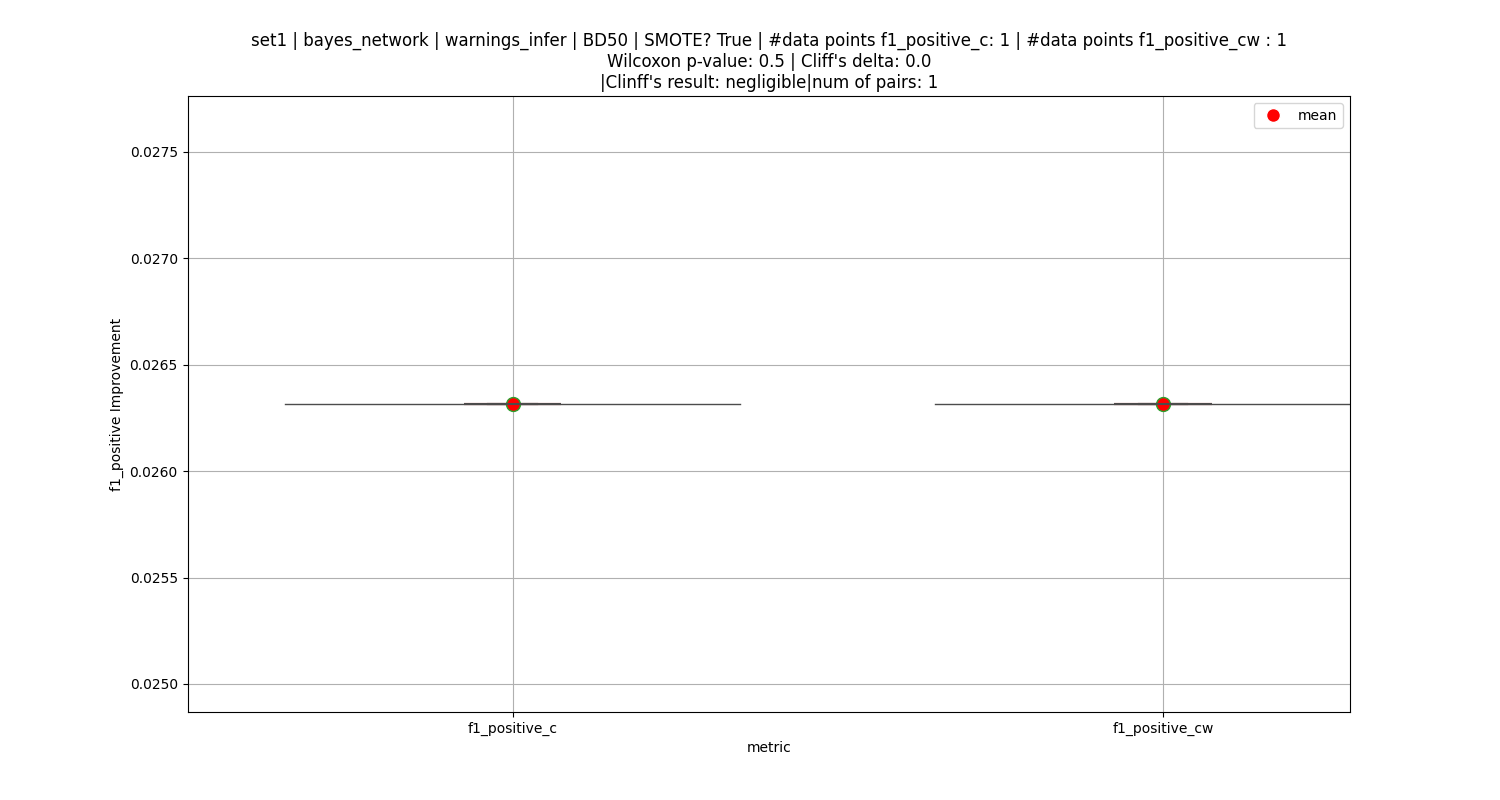 set1 | bayes_network | warnings_infer | BD50 | SMOTE? True | #data points f1_positive_c: 1 | #data points f1_positive_cw : 1
Wilcoxon p-value: 0.5 | Cliff's delta: 0.0
|Clinff's result: negligible|num of pairs: 1
mean
0.0275
0.0270
0.0265
0.0260
0.0255
0.0250
f1_positive Improvement
f1_positive_c
f1_positive_cw
metric